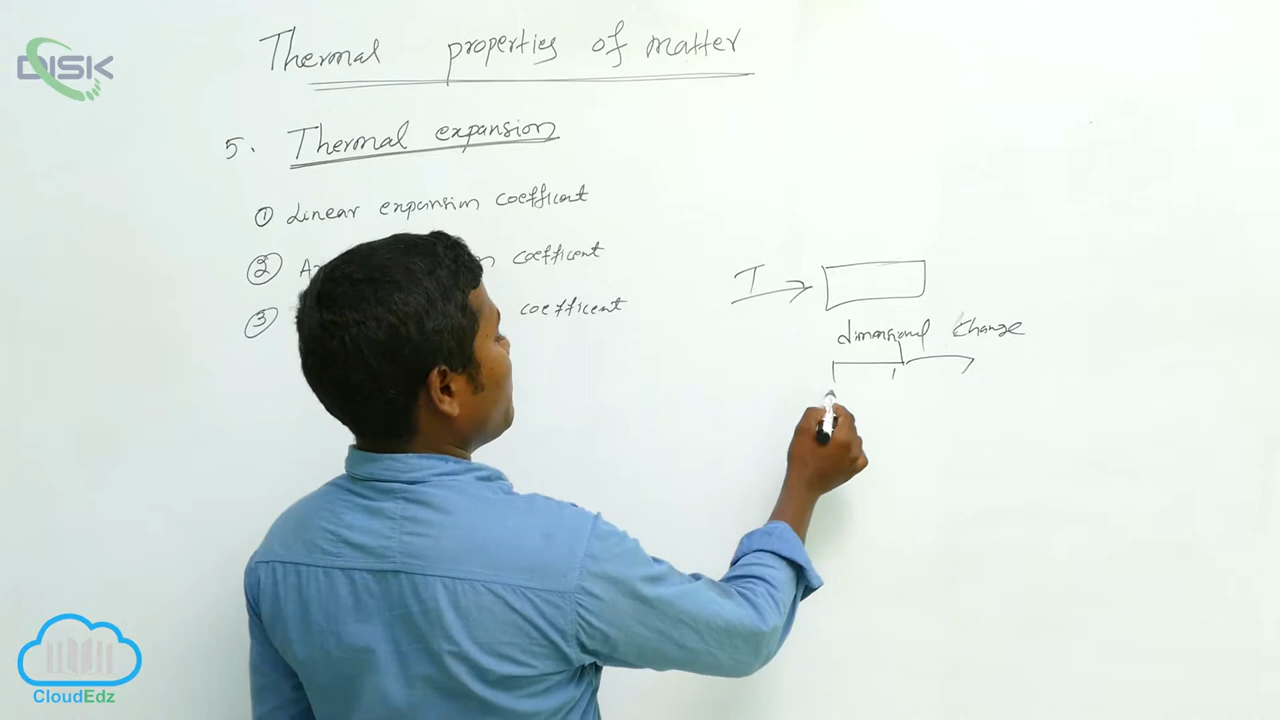 DISK
Thermal properties of matter
5. Thermal expansion
① Linear expansion coefficent
② coefficent
③ coefficent
T
dimensional change
CloudEdz